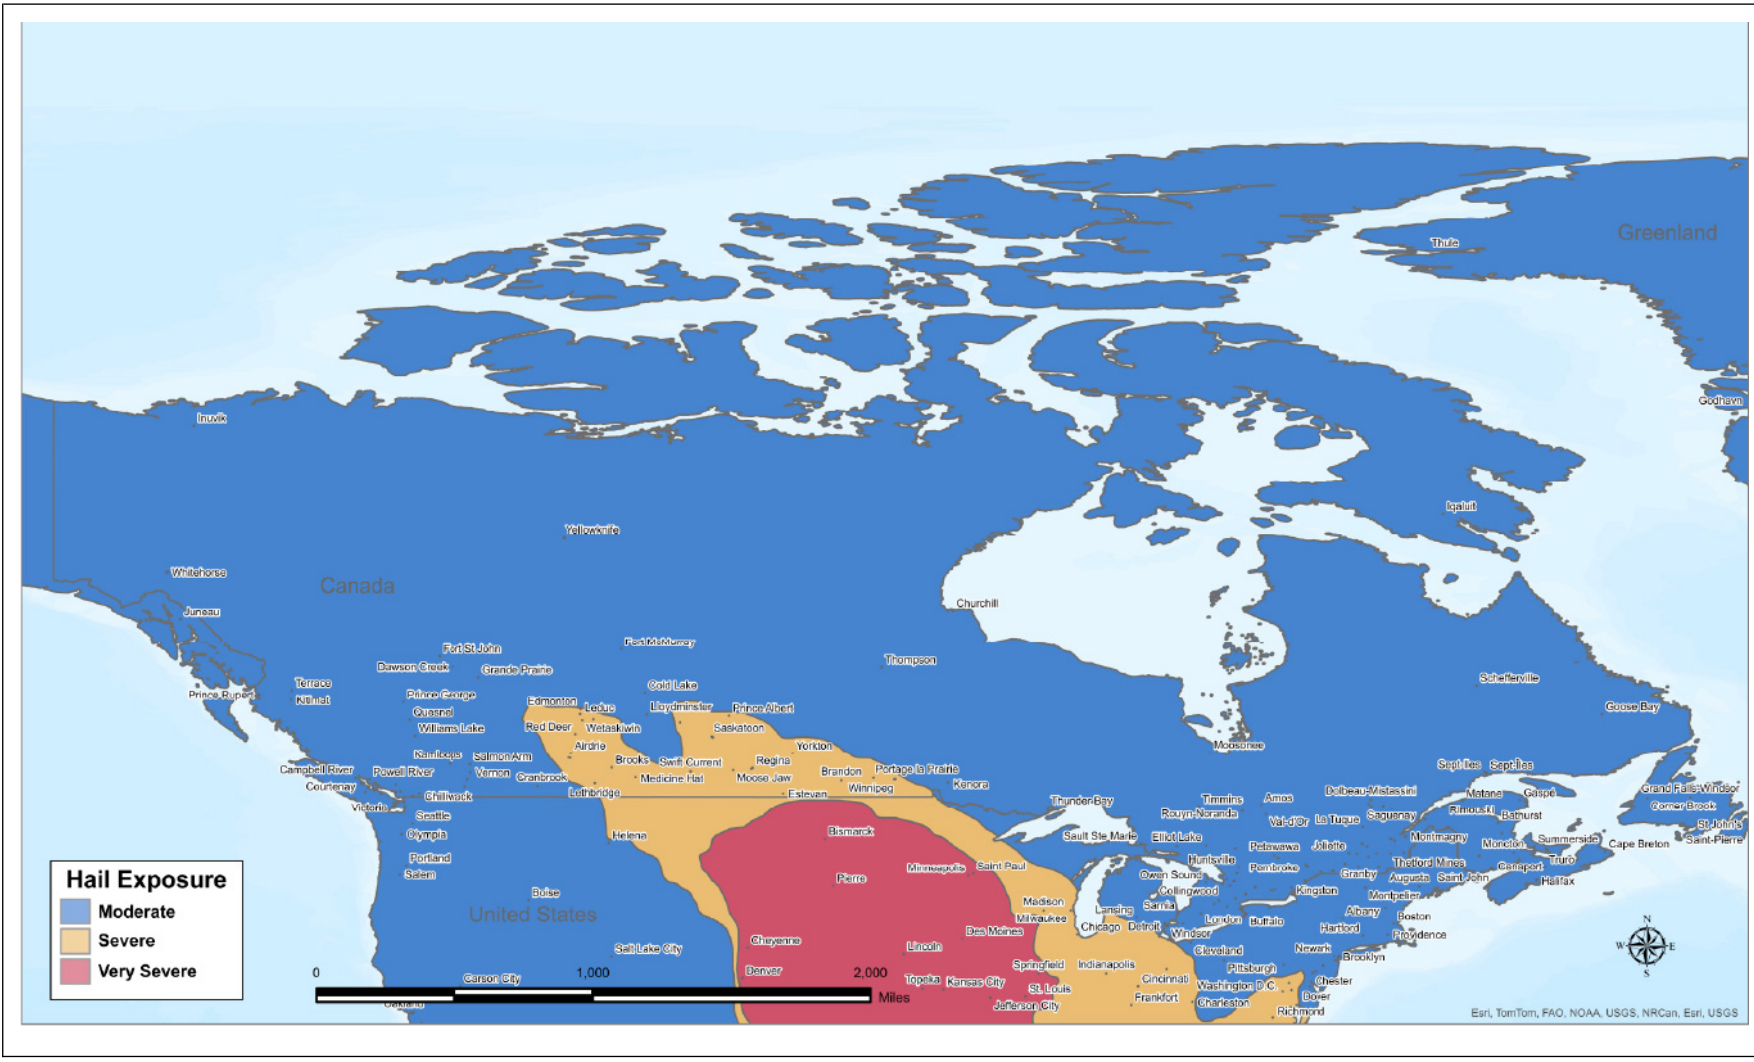 Greenland
Thule
Godhavn
Inuvik
Iqaluit
Yellowknife
Whitehorse
Canada
Churchill
Juneau
Fort St John
Fort McMurray
Dawson Creek
Grande Prairie
Thompson
Schefferville
Terrace
Cold Lake
Prince Rupert
Kitimat
Prince George
Edmonton
Leduc
Lloydminster
Prince Albert
Goose Bay
Quesnel
Williams Lake
Red Deer
Wetaskiwin
Saskatoon
Airdrie
Yorkton
Moosonee
Kamloops
Salmon Arm
Brooks
Swift Current
Regina
Sept-Iles
Sept-Iles
Campbell River
Powell River
Vernon
Cranbrook
Medicine Hat
Moose Jaw
Brandon
Portage la Prairie
Courtenay
Kenora
Winnipeg
Chilliwack
Lethbridge
Estevan
Victoria
Thunder Bay
Timmins
Amos
Dolbeau-Mistassini
Matane
Gaspé
Grand Falls-Windsor
Corner Brook
Seattle
Rouyn-Noranda
Val-d'Or
La Tuque
Saguenay
Rimouski
Bathurst
St John's
Olympia
Helena
Bismarck
Sault Ste Marie
Elliot Lake
Petawawa
Joliette
Montmagny
Moncton
Summerside
Cape Breton
Saint-Pierre
Portland
Huntsville
Thetford Mines
Truro
Salem
Minneapolis
Saint Paul
Owen Sound
Pembroke
Granby
Augusta
Saint John
Halifax
Pierre
Collingwood
Kingston
Montpelier
Boise
Madison
Lansing
Sarnia
Albany
Boston
United States
Milwaukee
London
Buffalo
Chicago
Detroit
Windsor
Hartford
Providence
Des Moines
Cheyenne
Lincoln
Salt Lake City
Cleveland
Newark
Brooklyn
Springfield
Indianapolis
Pittsburgh
Denver
Carson City
Topeka
Kansas City
St. Louis
Cincinnati
Washington D.C.
Chester
Jefferson City
Frankfort
Charleston
Dover
Richmond
Oakland
Hail Exposure
Moderate
Severe
Very Severe
0 1,000 2,000
Miles
N
W E
S
Esri, TomTom, FAO, NOAA, USGS, NRCan, Esri, USGS